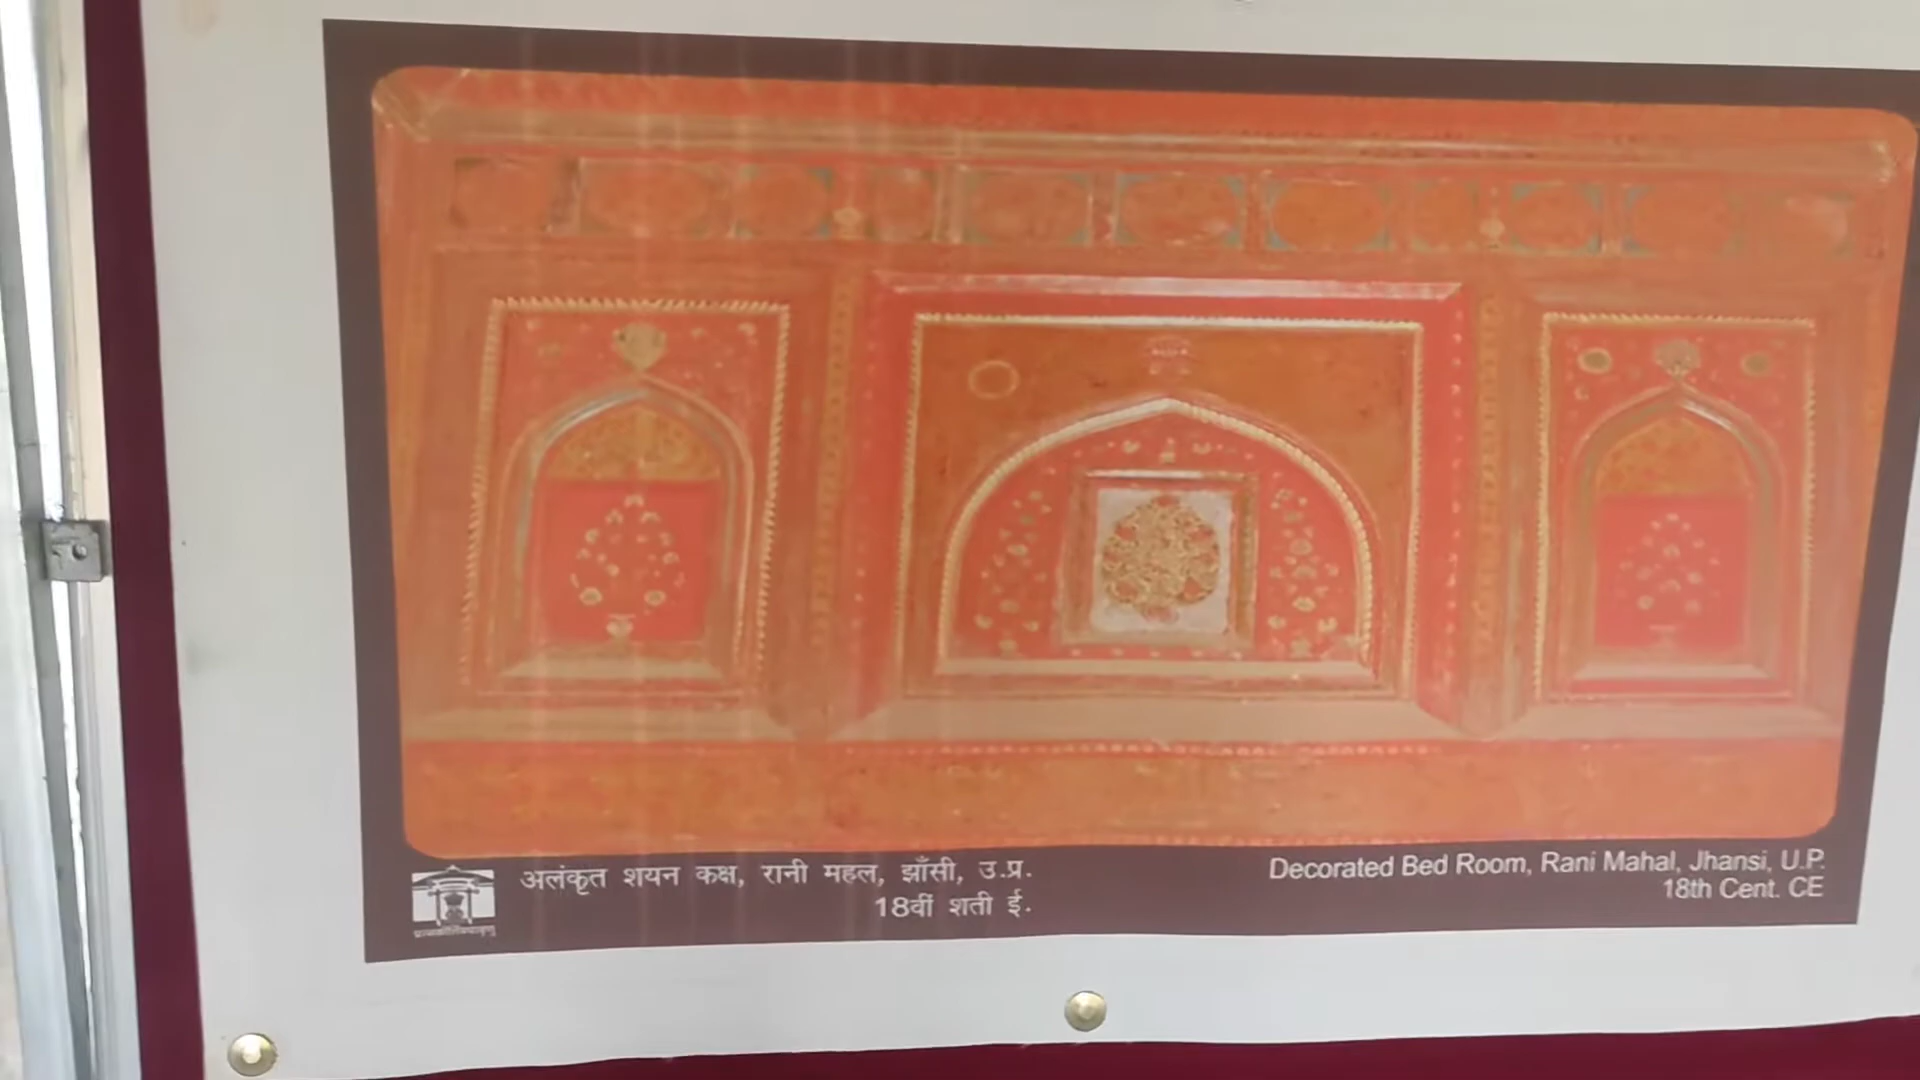 अलंकृत शयन कक्ष, रानी महल, झाँसी, उ.प्र.
18वीं शती ई.
Decorated Bed Room, Rani Mahal, Jhansi, U.P.
18th Cent. CE